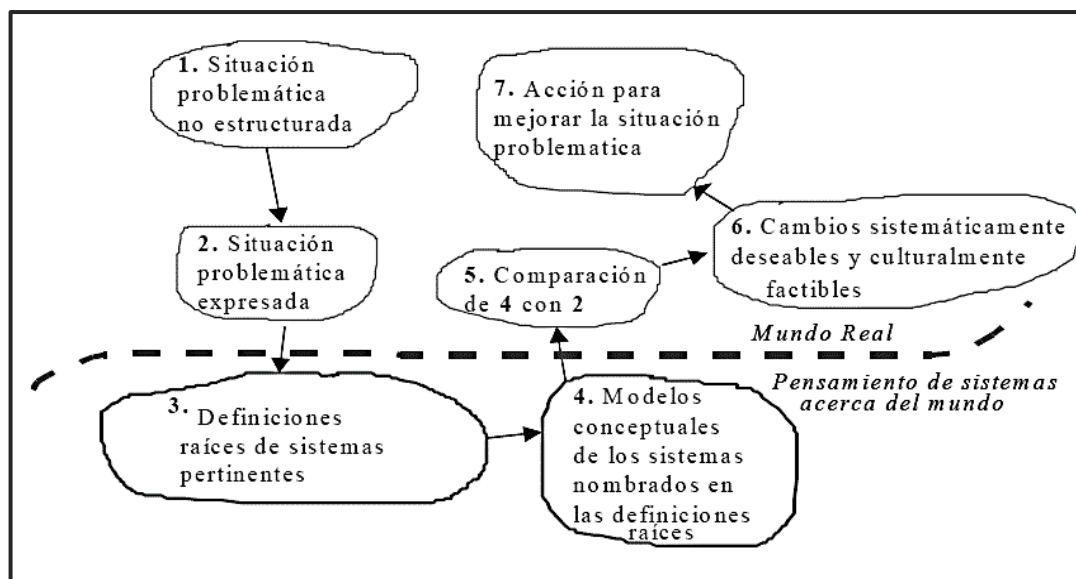 1. Situación
problemática
no estructurada
2. Situación
problemática
expresada
3. Definiciones
raíces de sistemas
pertinentes
4. Modelos
conceptuales
de los sistemas
nombrados en
las definiciones
raíces
5. Comparación
de 4 con 2
6. Cambios sistemáticamente
deseables y culturalmente
factibles
7. Acción para
mejorar la situación
problematica
Mundo Real
Pensamiento de sistemas
acerca del mundo